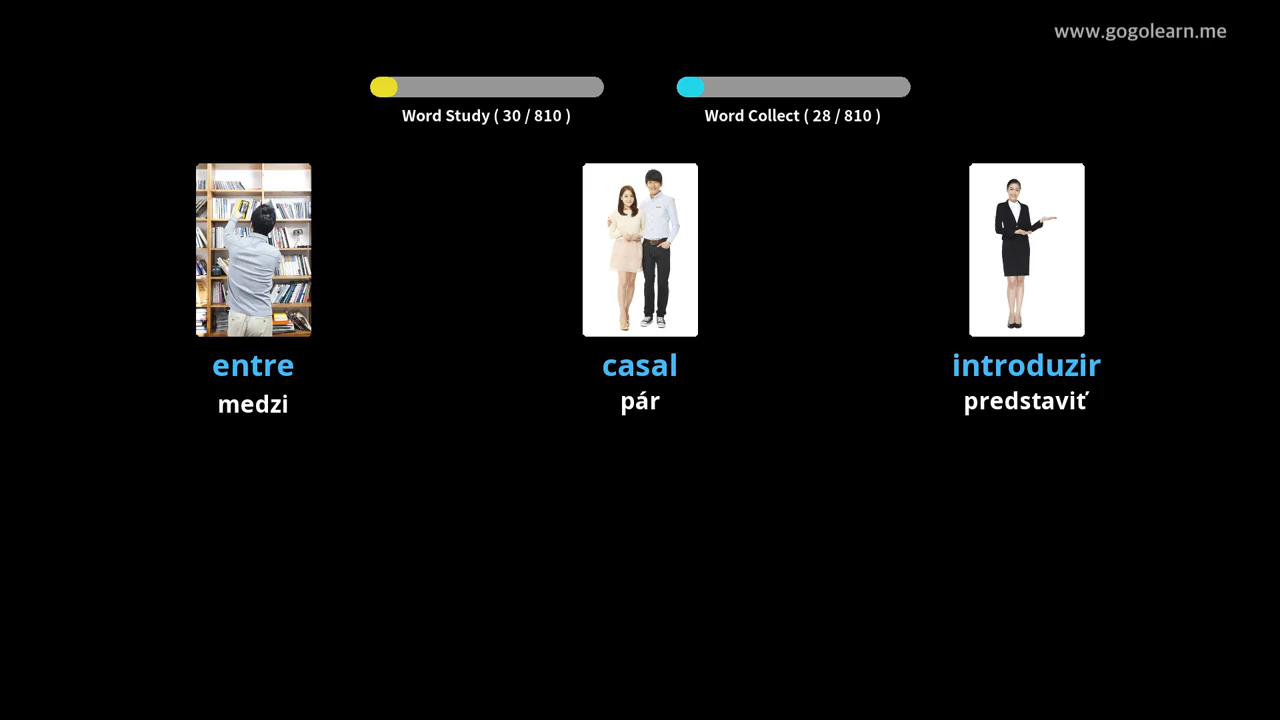 www.gogolearn.me
Word Study ( 30 / 810 )
Word Collect ( 28 / 810 )
entre
medzi
casal
pár
introduzir
predstaviť